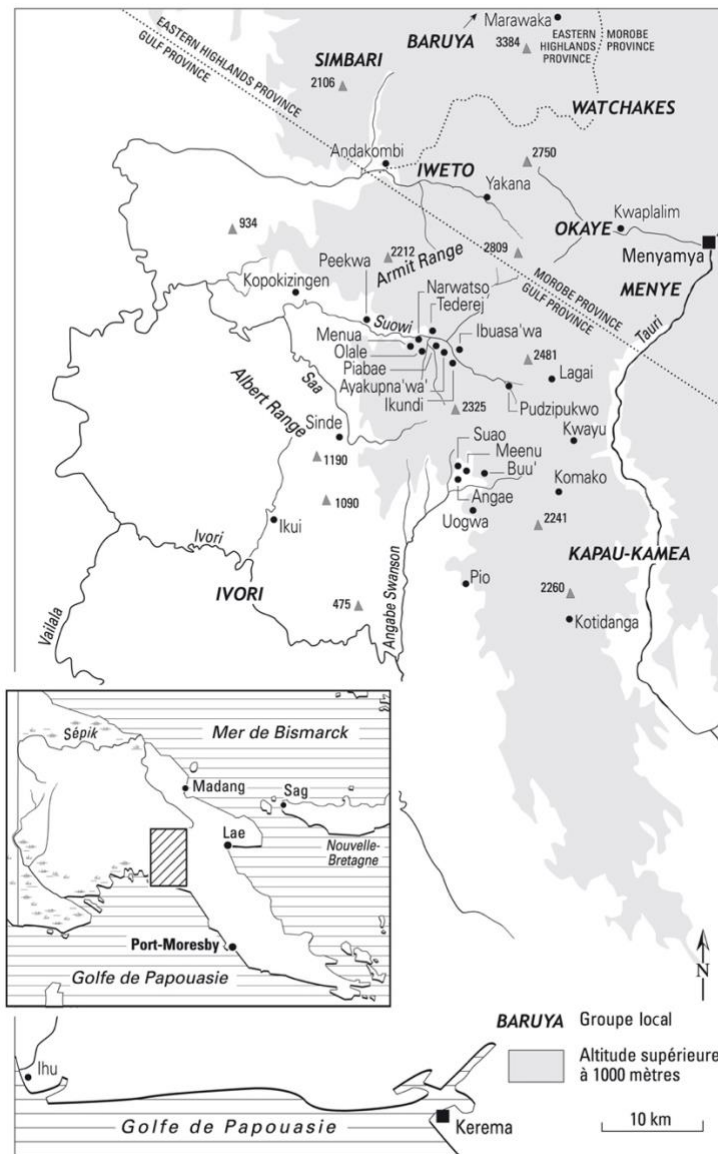 Marawaka
BARUYA
3384
EASTERN HIGHLANDS PROVINCE
MOROBE PROVINCE
EASTERN HIGHLANDS PROVINCE
GULF PROVINCE
SIMBARI
2106
WATCHAKES
Andakombi
IWETO
2750
Yakana
OKAYE
Kwaplalim
934
2212
Armit Range
2809
Menyamya
MOROBE PROVINCE
GULF PROVINCE
MENYE
Peekwa
Narwatso
Kopokizingen
Tederej
Suowi
Ibuasa'wa
Tauri
Menua
Olale
Piabae
2481
Lagai
Ayakupna'wa'
Ikundi
Saa
Albert Range
2325
Pudzipukwo
Sinde
Suao
Kwayu
Meenu
1190
Buu'
1090
Angae
Komako
Ikui
Uogwa
2241
Ivori
KAPAU-KAMEA
Pio
IVORI
475
Angabe Swanson
2260
Vailala
Kotidanga
Sépik
Mer de Bismarck
Madang
Sag
Lae
Nouvelle-
Bretagne
Port-Moresby
Golfe de Papouasie
N
BARUYA Groupe local
Altitude supérieure
à 1000 mètres
Ihu
Golfe de Papouasie
Kerema
10 km